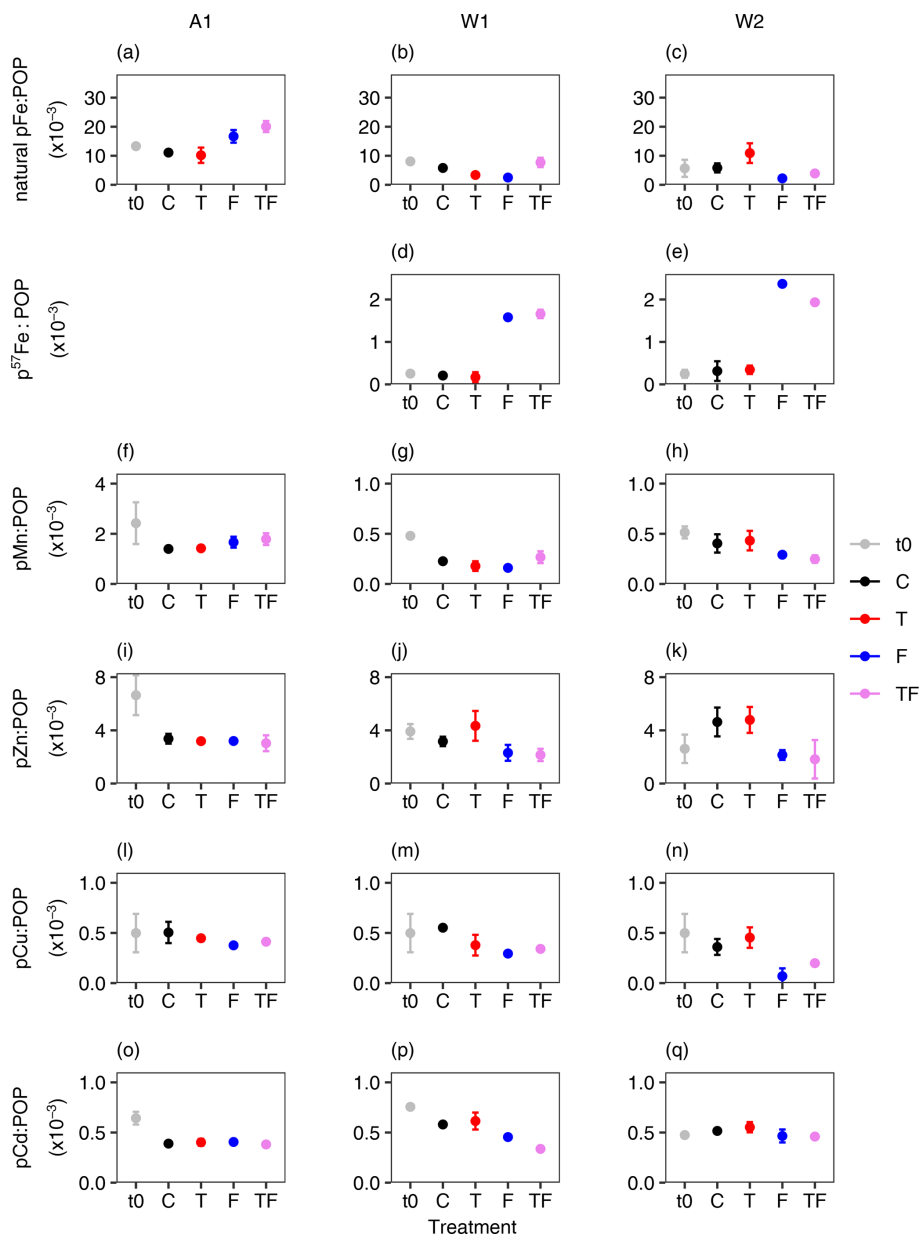 A1 W1 W2
(a) (b) (c)
natural pFe:POP
(x10⁻³)
30 30 30
20 20 20
10 10 10
0 0 0
t0 C T F TF t0 C T F TF t0 C T F TF
(d) (e)
p⁵⁷Fe : POP
(x10⁻³)
2 2
1 1
0 0
t0 C T F TF t0 C T F TF
(f) (g) (h)
pMn:POP
(x10⁻³)
4 1.0 1.0
2 0.5 0.5
0 0.0 0.0
t0 C T F TF t0 C T F TF t0 C T F TF
t0
C
T
F
TF
(i) (j) (k)
pZn:POP
(x10⁻³)
8 8 8
4 4 4
0 0 0
t0 C T F TF t0 C T F TF t0 C T F TF
(l) (m) (n)
pCu:POP
(x10⁻³)
1.0 1.0 1.0
0.5 0.5 0.5
0.0 0.0 0.0
t0 C T F TF t0 C T F TF t0 C T F TF
(o) (p) (q)
pCd:POP
(x10⁻³)
1.0 1.0 1.0
0.5 0.5 0.5
0.0 0.0 0.0
t0 C T F TF t0 C T F TF t0 C T F TF
Treatment